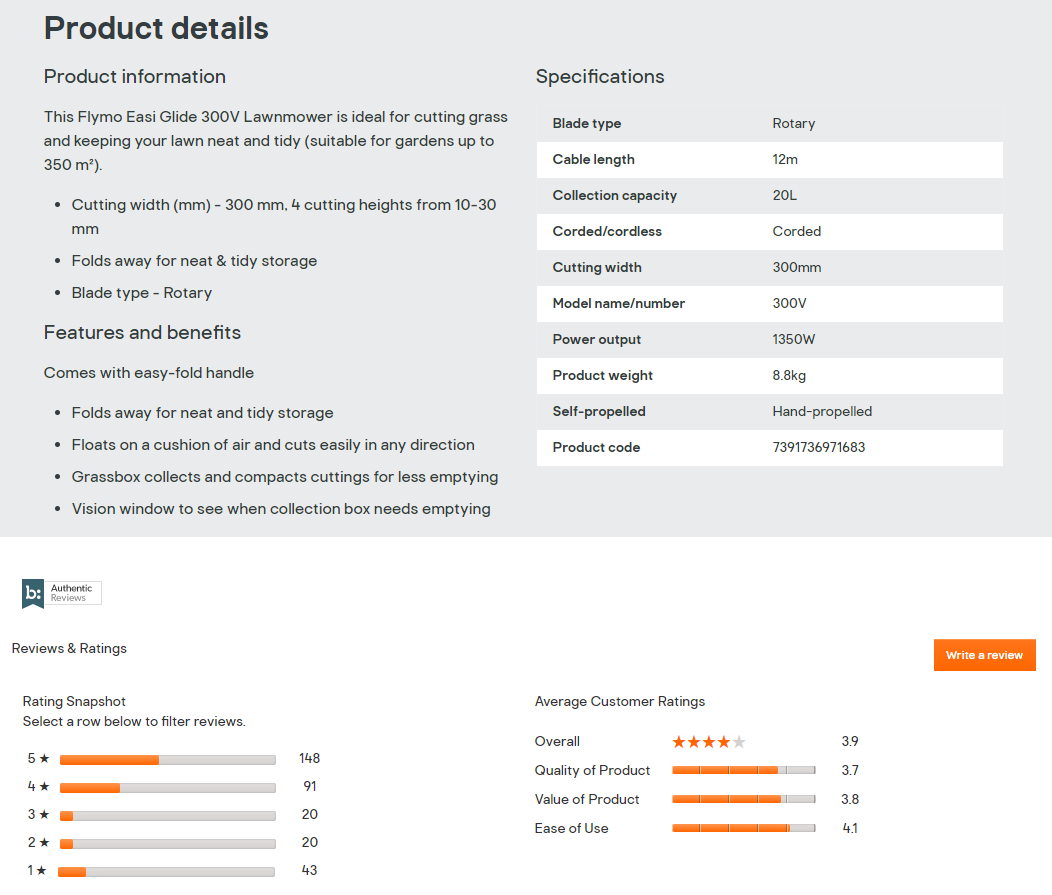 Product details
Product information
This Flymo Easi Glide 300V Lawnmower is ideal for cutting grass
and keeping your lawn neat and tidy (suitable for gardens up to
350 m²).
• Cutting width (mm) - 300 mm, 4 cutting heights from 10-30
mm
• Folds away for neat & tidy storage
• Blade type - Rotary
Features and benefits
Comes with easy-fold handle
• Folds away for neat and tidy storage
• Floats on a cushion of air and cuts easily in any direction
• Grassbox collects and compacts cuttings for less emptying
• Vision window to see when collection box needs emptying
Specifications
Blade type Rotary
Cable length 12m
Collection capacity 20L
Corded/cordless Corded
Cutting width 300mm
Model name/number 300V
Power output 1350W
Product weight 8.8kg
Self-propelled Hand-propelled
Product code 7391736971683
b: Authentic
Reviews
Reviews & Ratings
Write a review
Rating Snapshot
Select a row below to filter reviews.
5 ★ 148
4 ★ 91
3 ★ 20
2 ★ 20
1 ★ 43
Average Customer Ratings
Overall ★★★★★ 3.9
Quality of Product 3.7
Value of Product 3.8
Ease of Use 4.1